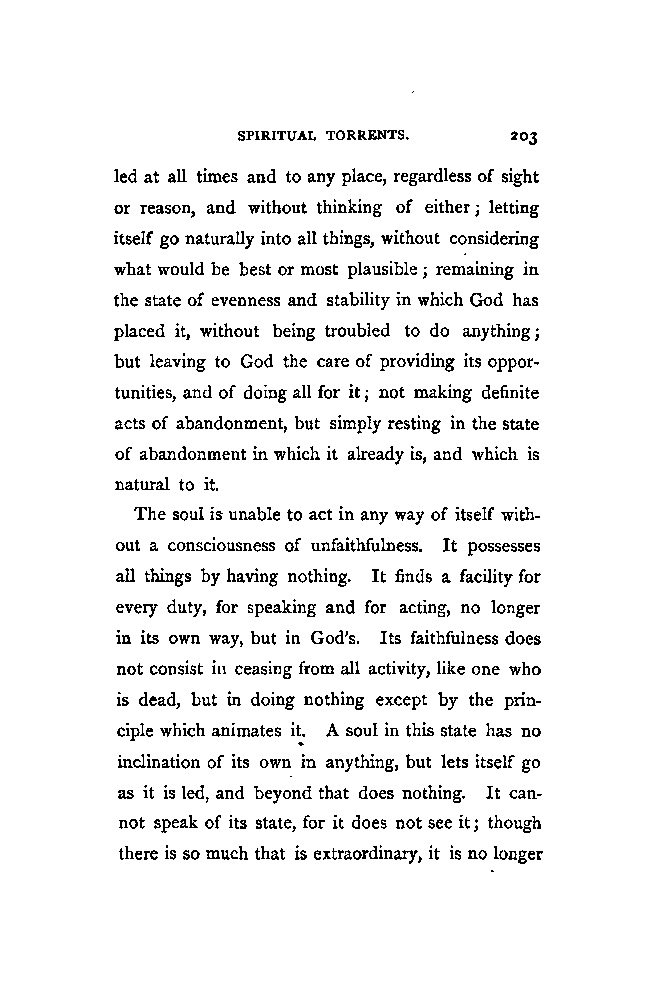 SPIRITUAL TORRENTS. 203
led at all times and to any place, regardless of sight
or reason, and without thinking of either; letting
itself go naturally into all things, without considering
what would be best or most plausible; remaining in
the state of evenness and stability in which God has
placed it, without being troubled to do anything;
but leaving to God the care of providing its oppor-
tunities, and of doing all for it; not making definite
acts of abandonment, but simply resting in the state
of abandonment in which it already is, and which is
natural to it.
The soul is unable to act in any way of itself with-
out a consciousness of unfaithfulness. It possesses
all things by having nothing. It finds a facility for
every duty, for speaking and for acting, no longer
in its own way, but in God's. Its faithfulness does
not consist in ceasing from all activity, like one who
is dead, but in doing nothing except by the prin-
ciple which animates it. A soul in this state has no
inclination of its own in anything, but lets itself go
as it is led, and beyond that does nothing. It can-
not speak of its state, for it does not see it; though
there is so much that is extraordinary, it is no longer